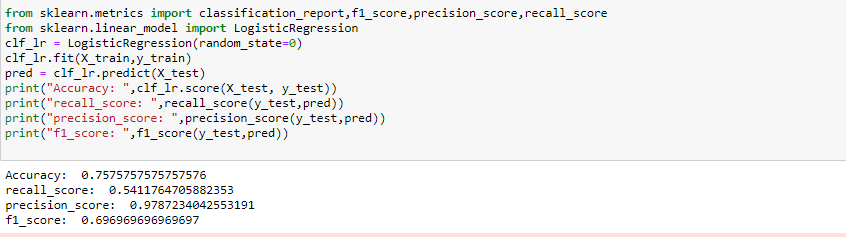 from sklearn.metrics import classification_report,f1_score,precision_score,recall_score
from sklearn.linear_model import LogisticRegression
clf_lr = LogisticRegression(random_state=0)
clf_lr.fit(X_train,y_train)
pred = clf_lr.predict(X_test)
print("Accuracy: ",clf_lr.score(X_test, y_test))
print("recall_score: ",recall_score(y_test,pred))
print("precision_score: ",precision_score(y_test,pred))
print("f1_score: ",f1_score(y_test,pred))
Accuracy:  0.7575757575757576
recall_score:  0.5411764705882353
precision_score:  0.9787234042553191
f1_score:  0.696969696969697